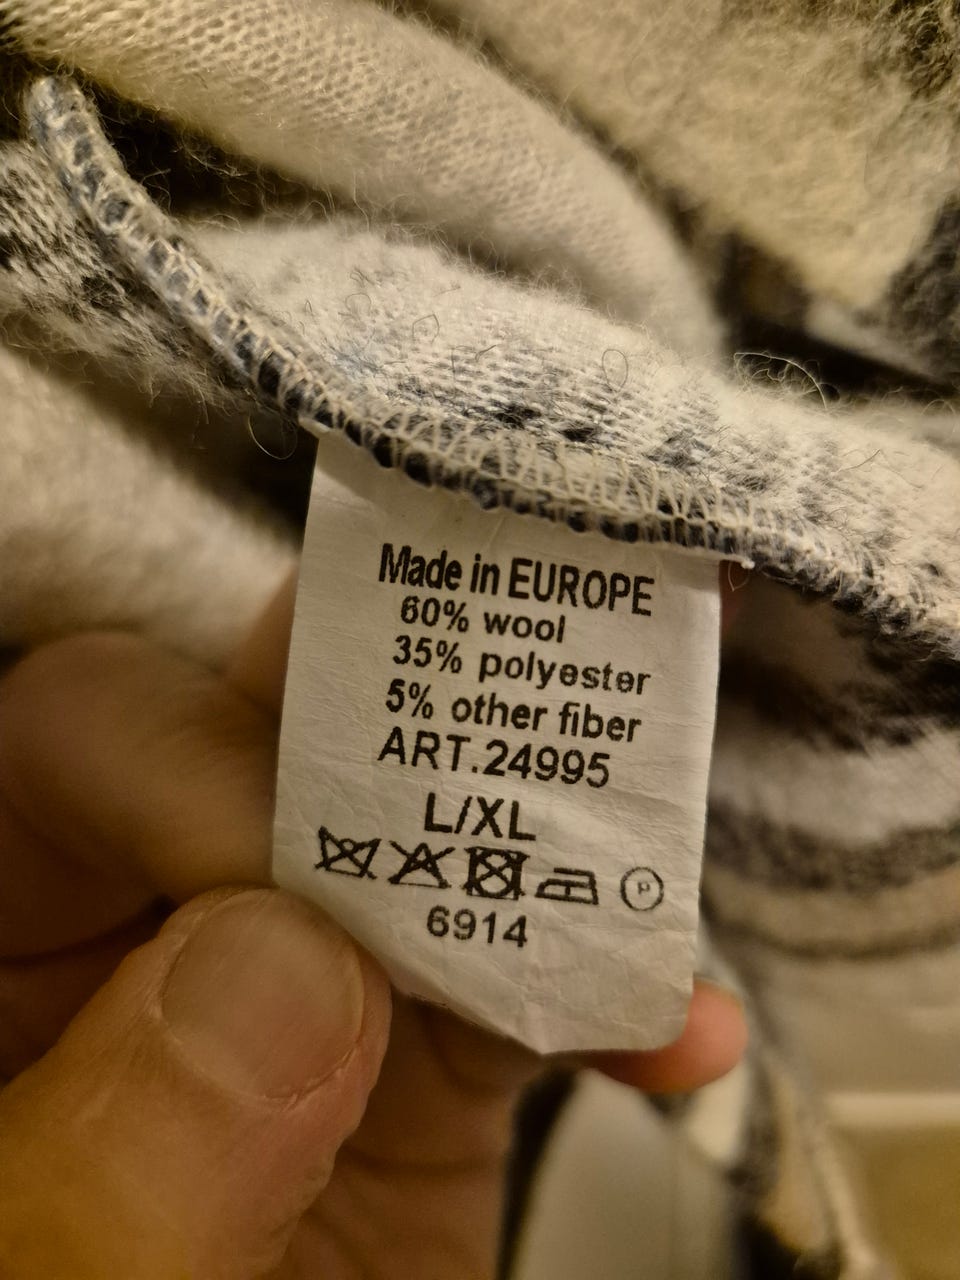 Made in EUROPE
60% wool
35% polyester
5% other fiber
ART.24995
L/XL
P
6914